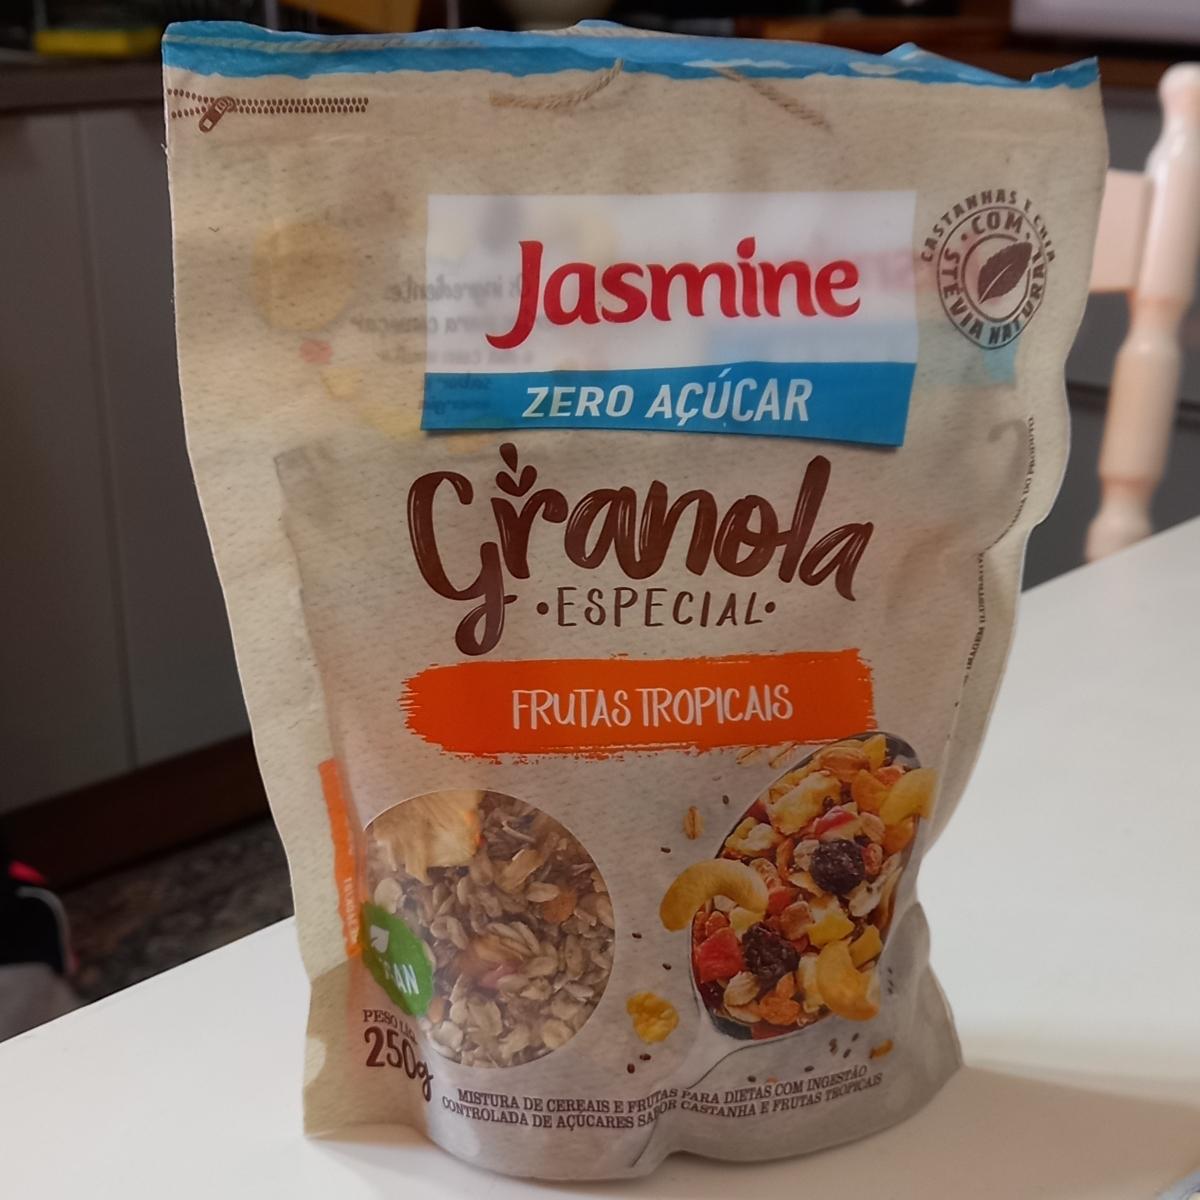 Jasmine
ZERO AÇÚCAR
CASTANHAS E CHIA
COM
STEVIA NATURAL
Granola
•ESPECIAL•
FRUTAS TROPICAIS
PESO
250g
MISTURA DE CEREAIS E FRUTAS PARA DIETAS COM INGESTÃO
CONTROLADA DE AÇÚCARES SABOR CASTANHA E FRUTAS TROPICAIS